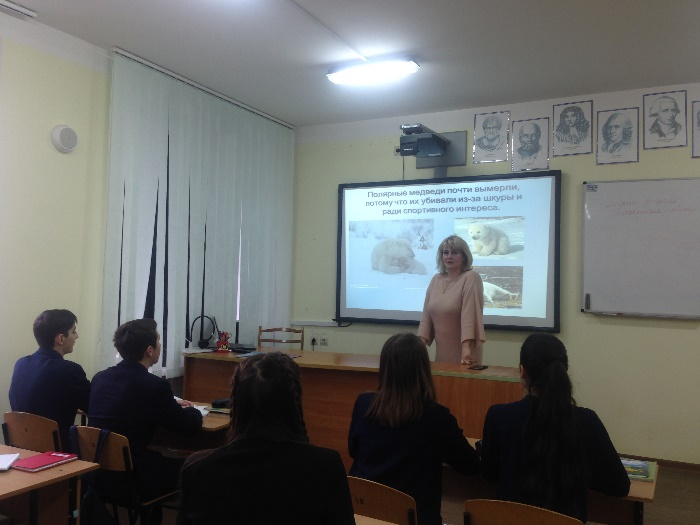 Полярные медведи почти вымерли,
потому что их убивали из-за шкуры и
ради спортивного интереса.